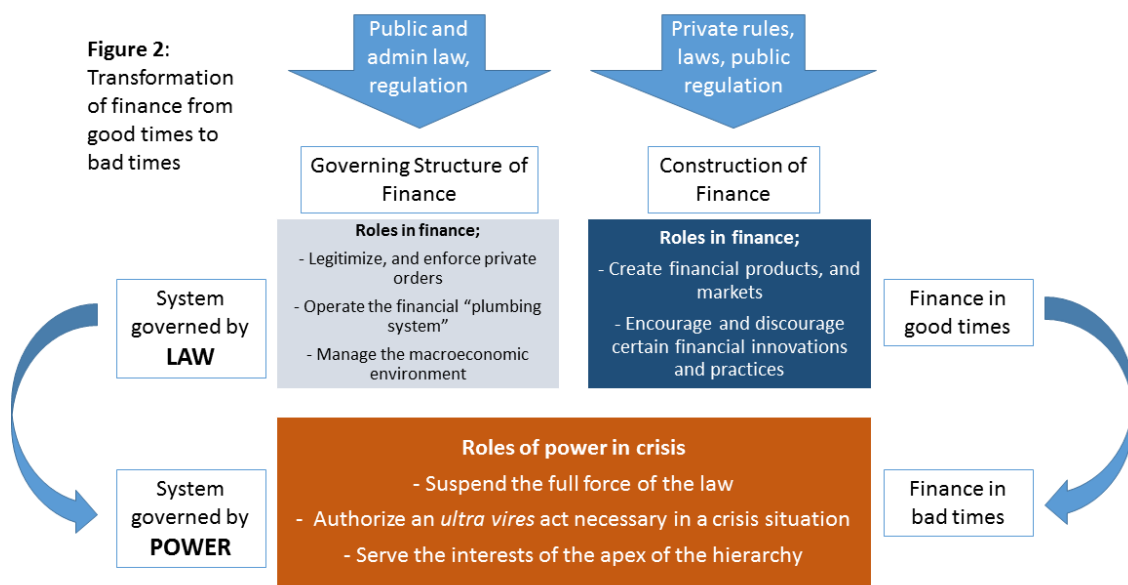 Figure 2:
Transformation
of finance from
good times to
bad times
Public and
admin law,
regulation
Private rules,
laws, public
regulation
Governing Structure of
Finance
Construction of
Finance
Roles in finance;
- Legitimize, and enforce private
orders
- Operate the financial “plumbing
system”
- Manage the macroeconomic
environment
Roles in finance;
- Create financial products, and
markets
- Encourage and discourage
certain financial innovations
and practices
System
governed by
LAW
Finance in
good times
Roles of power in crisis
- Suspend the full force of the law
- Authorize an ultra vires act necessary in a crisis situation
- Serve the interests of the apex of the hierarchy
System
governed by
POWER
Finance in
bad times